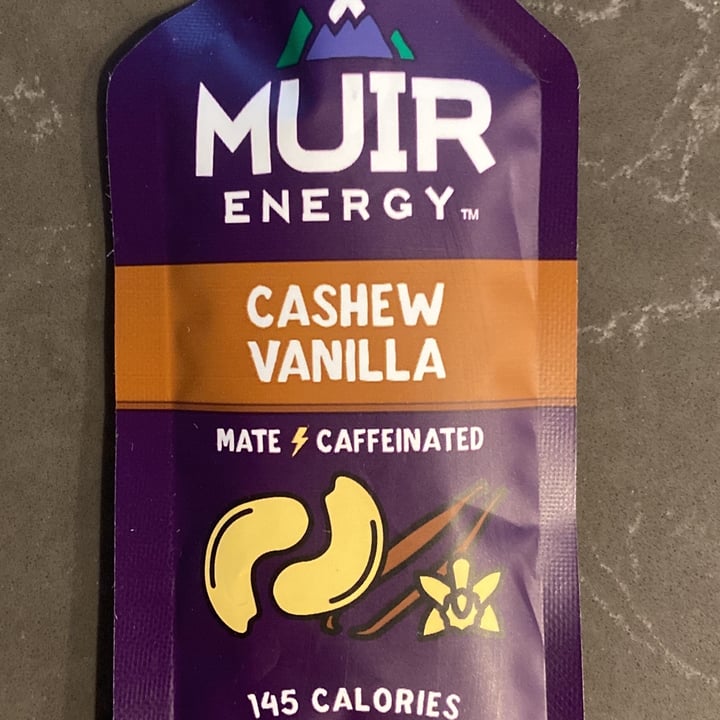 MUIR
ENERGY™
CASHEW
VANILLA
MATE CAFFEINATED
145 CALORIES